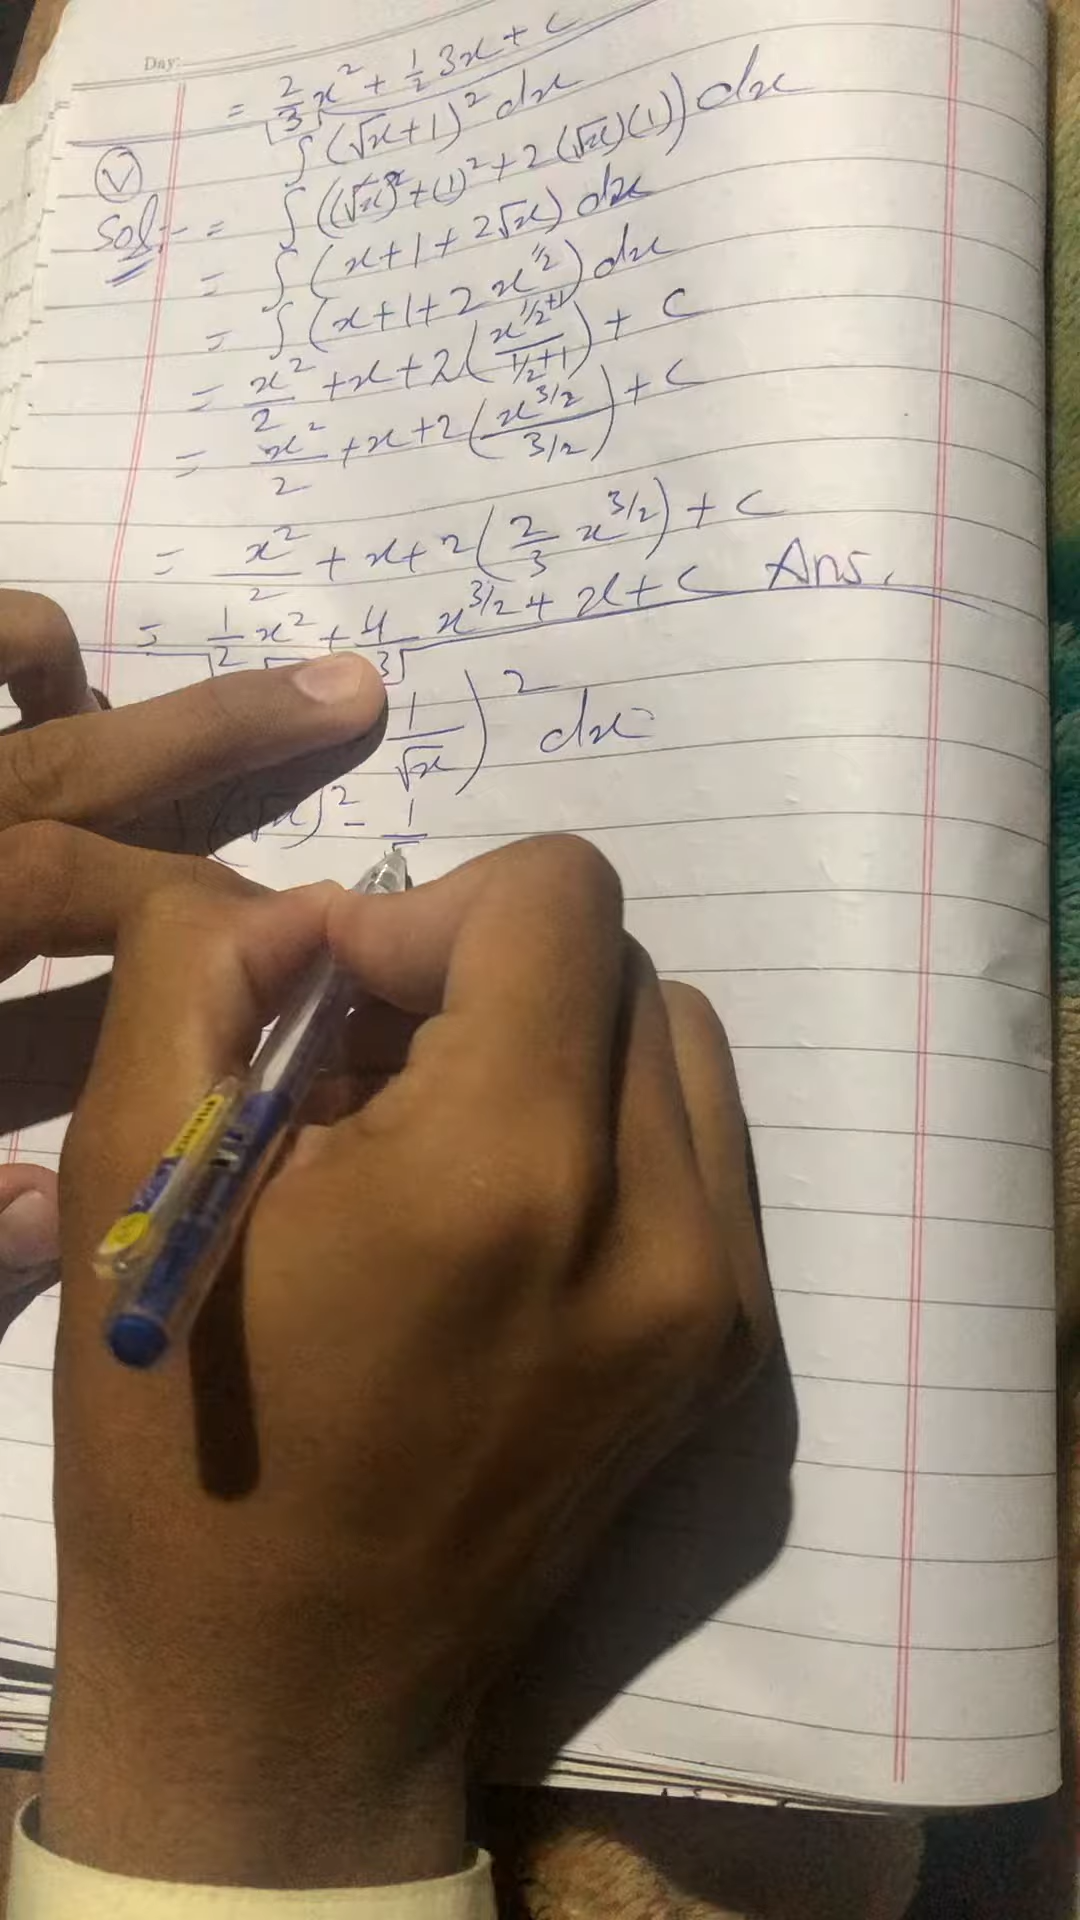 Day:
= 2/3 x² + 1/2 3x + c
(V) ∫(√x+1)² dx
Sol:- = ∫((√x)² + (1)² + 2(√x)(1)) dx
= ∫(x+1+2√x) dx
= ∫(x+1+2x^1/2) dx
= x²/2 + x + 2(x^1/2+1 / 1/2+1) + c
= x²/2 + x + 2(x^3/2 / 3/2) + c
= x²/2 + x + 2(2/3 x^3/2) + c
= 1/2 x² + 4/3 x^3/2 + x + c Ans.
1/√x)² dx
(√x)² - 1